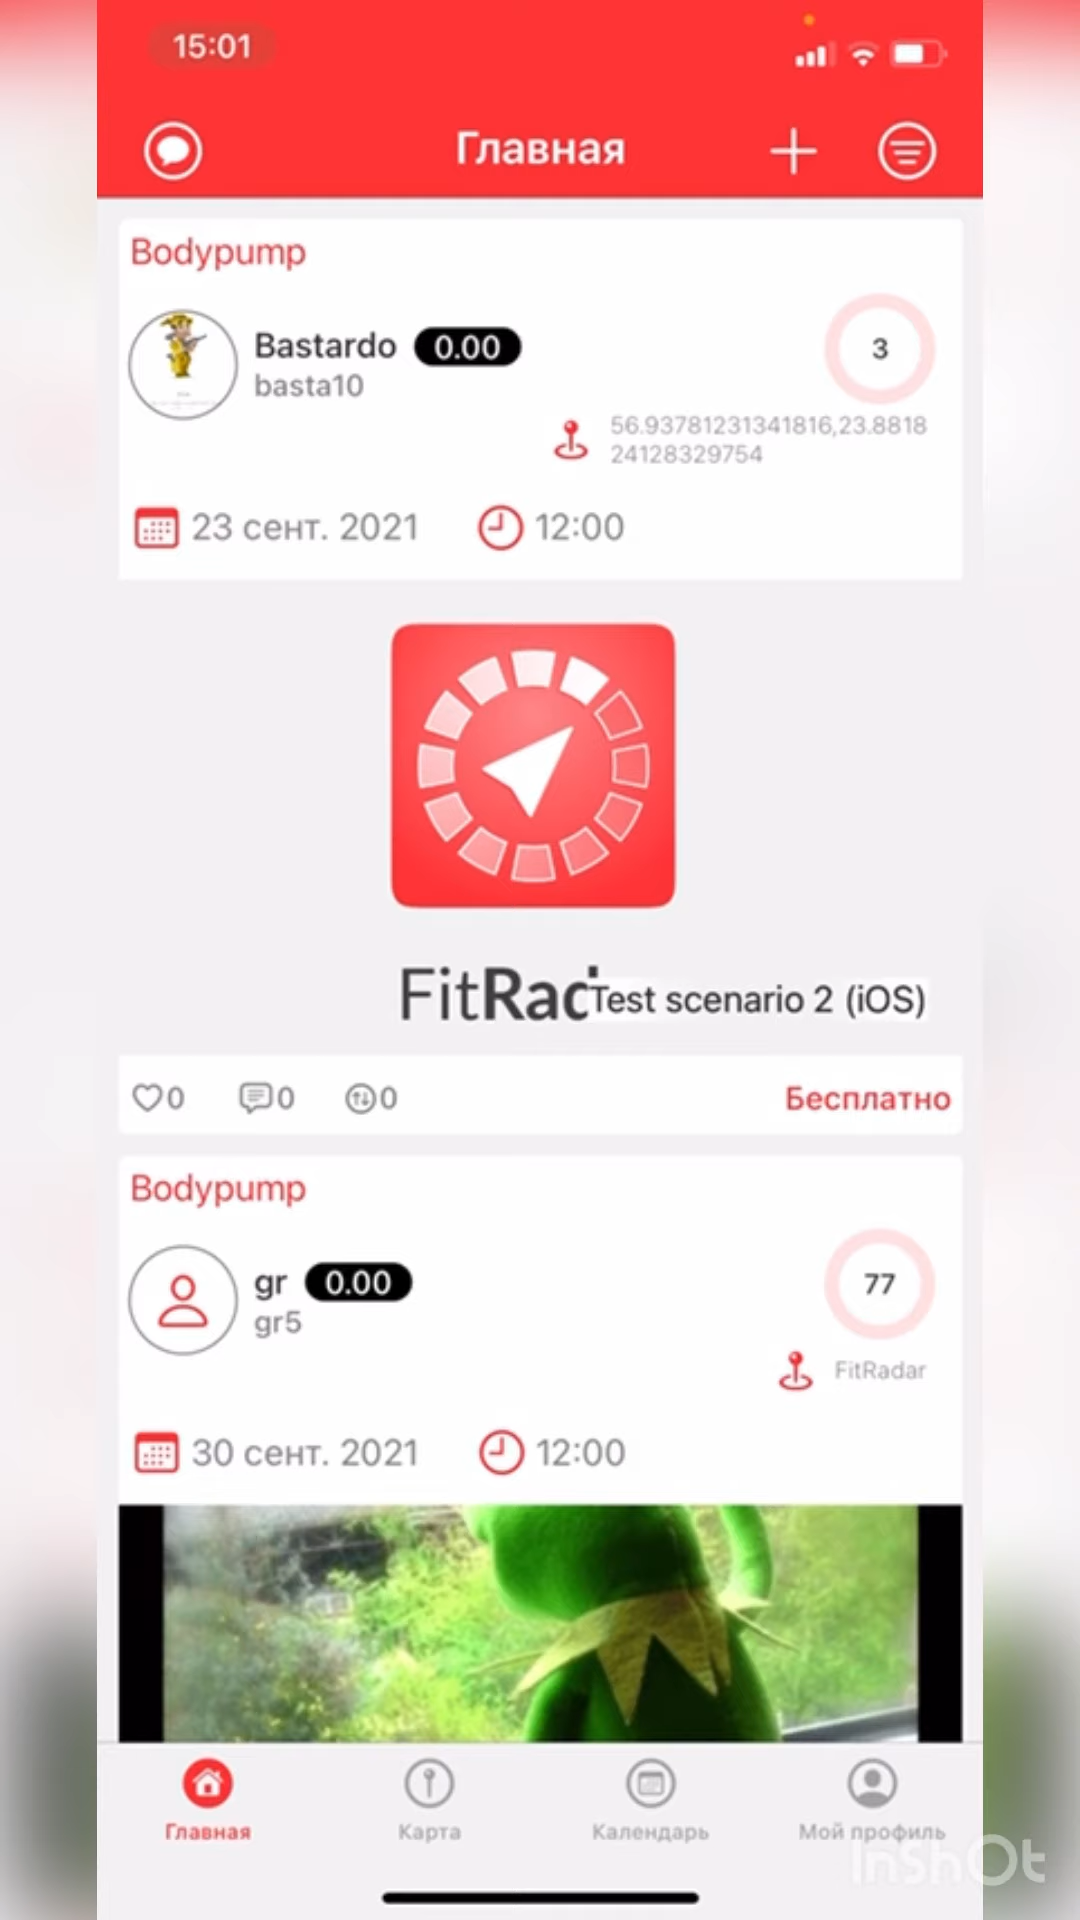 15:01
Главная
Bodypump
Bastardo 0.00
basta10
3
56.93781231341816,23.8818
24128329754
23 сент. 2021 12:00
Test scenario 2 (iOS)
0 0 0 Бесплатно
Bodypump
gr 0.00
gr5
77
FitRadar
30 сент. 2021 12:00
Главная Карта Календарь Мой профиль
InShOt